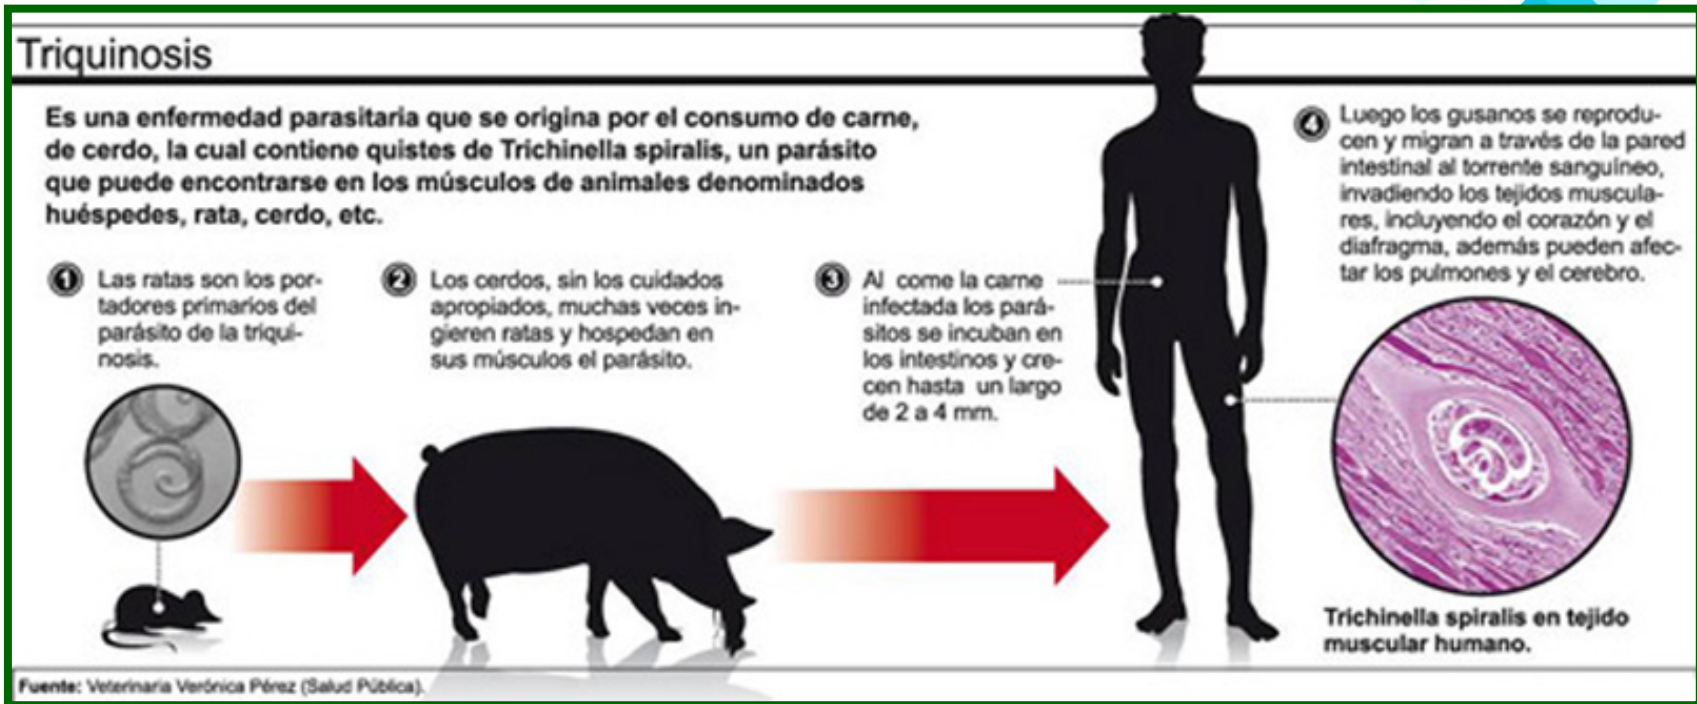 Triquinosis
Es una enfermedad parasitaria que se origina por el consumo de carne,
de cerdo, la cual contiene quistes de Trichinella spiralis, un parásito
que puede encontrarse en los músculos de animales denominados
huéspedes, rata, cerdo, etc.
1 Las ratas son los por-
tadores primarios del
parásito de la triqui-
nosis.
2 Los cerdos, sin los cuidados
apropiados, muchas veces in-
gieren ratas y hospedan en
sus músculos el parásito.
3 Al come la carne
infectada los pará-
sitos se incuban en
los intestinos y cre-
cen hasta un largo
de 2 a 4 mm.
4 Luego los gusanos se reprodu-
cen y migran a través de la pared
intestinal al torrente sanguíneo,
invadiendo los tejidos muscula-
res, incluyendo el corazón y el
diafragma, además pueden afec-
tar los pulmones y el cerebro.
Trichinella spiralis en tejido
muscular humano.
Fuente: Veterinaria Verónica Pérez (Salud Pública).